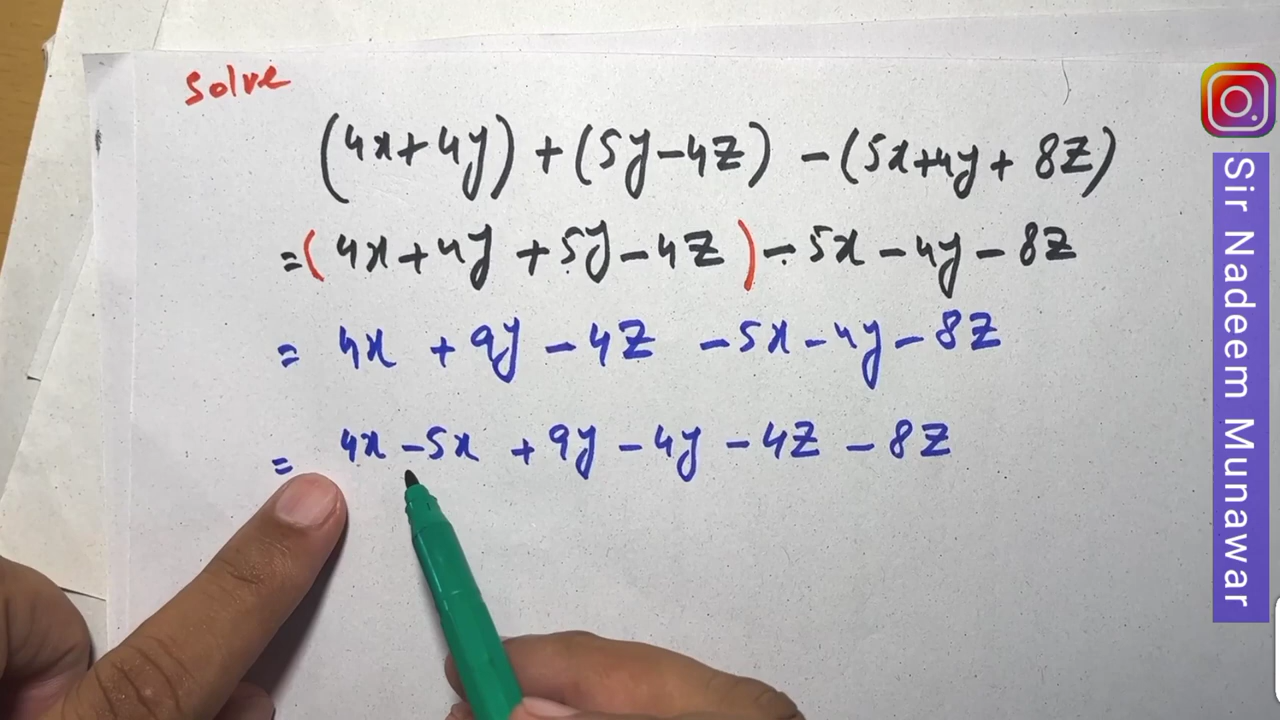 Solve
(4x+4y) + (5y-4z) - (5x+4y+ 8z)
= (4x+4y +5y-4z) - 5x - 4y - 8z
= 4x + 9y - 4z - 5x - 4y - 8z
= 4x - 5x + 9y - 4y - 4z - 8z
Sir Nadeem Munawar